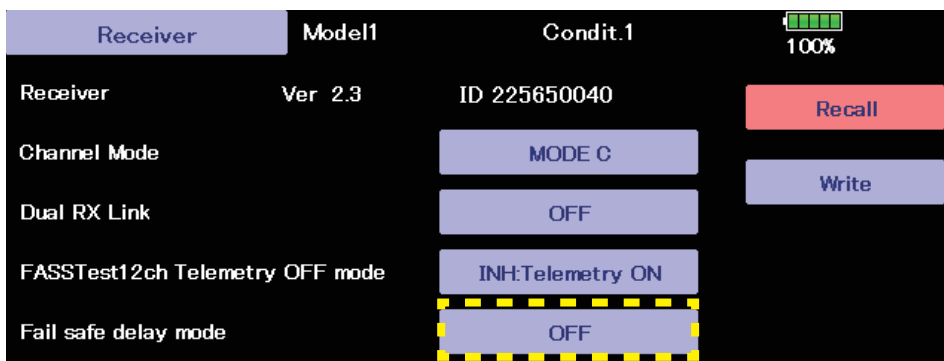 Receiver Model1 Condit.1 100%
Receiver Ver 2.3 ID 225650040
Recall
Channel Mode MODE C
Write
Dual RX Link OFF
FASSTest12ch Telemetry OFF mode INH:Telemetry ON
Fail safe delay mode OFF